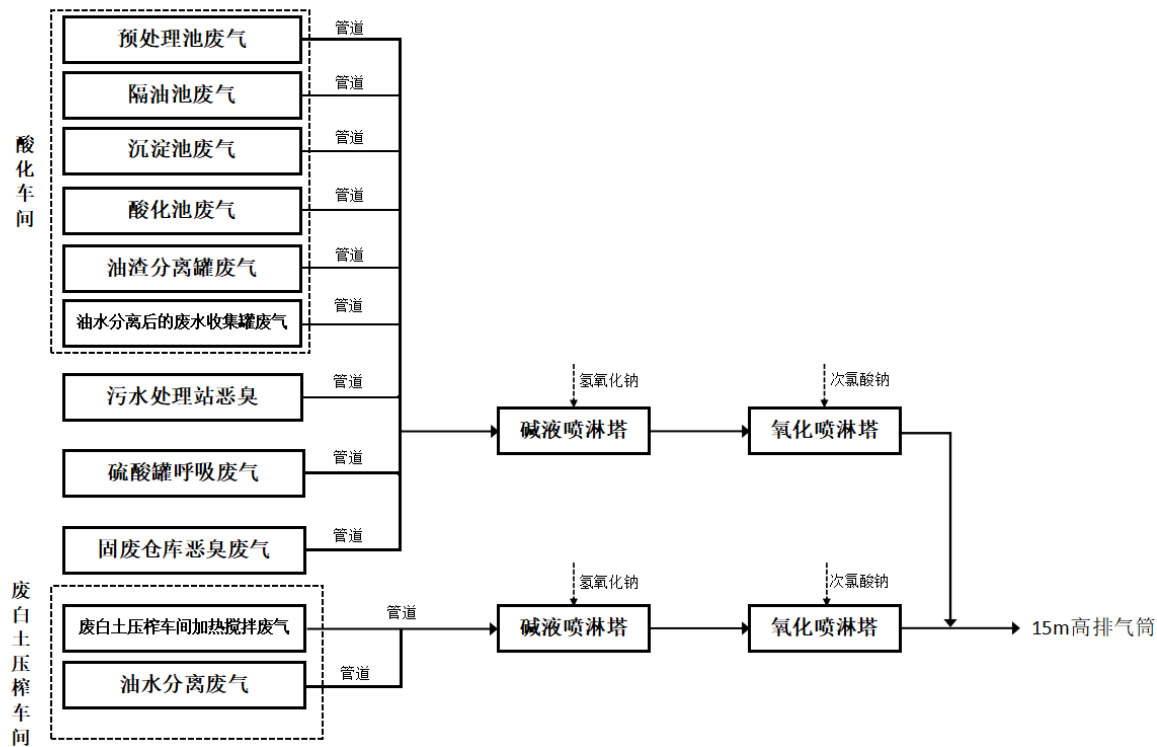 酸化车间
预处理池废气
管道
隔油池废气
管道
沉淀池废气
管道
酸化池废气
管道
油渣分离罐废气
管道
油水分离后的废水收集罐废气
管道
污水处理站恶臭
管道
硫酸罐呼吸废气
管道
固废仓库恶臭废气
管道
氢氧化钠
碱液喷淋塔
次氯酸钠
氧化喷淋塔
废白土压榨车间
废白土压榨车间加热搅拌废气
管道
油水分离废气
管道
氢氧化钠
碱液喷淋塔
次氯酸钠
氧化喷淋塔
15m高排气筒